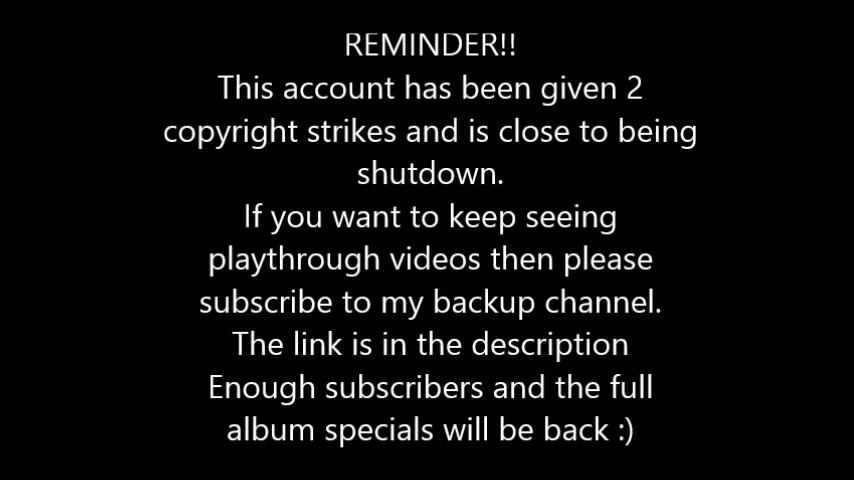 REMINDER!!
This account has been given 2
copyright strikes and is close to being
shutdown.
If you want to keep seeing
playthrough videos then please
subscribe to my backup channel.
The link is in the description
Enough subscribers and the full
album specials will be back :)